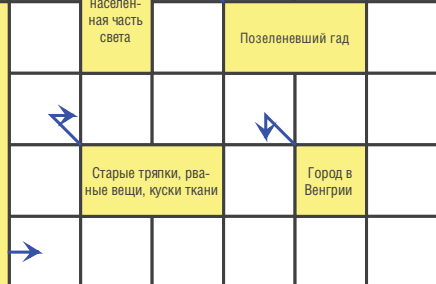 населен-
ная часть
света
Позеленевший гад
Старые тряпки, рва-
ные вещи, куски ткани
Город в
Венгрии